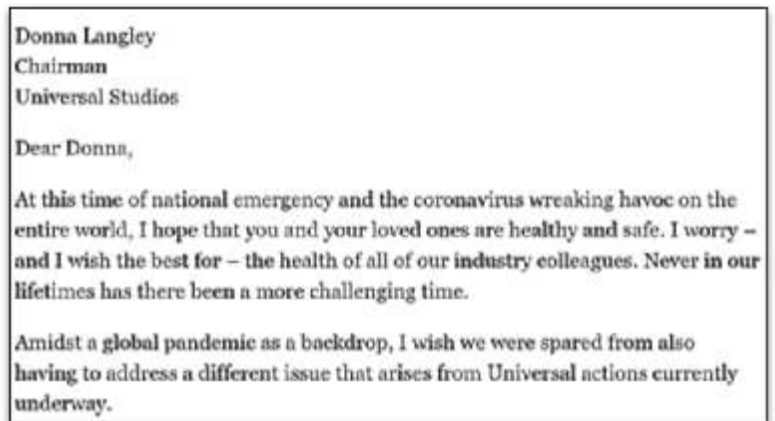 Donna Langley
Chairman
Universal Studios
Dear Donna,
At this time of national emergency and the coronavirus wreaking havoc on the
entire world, I hope that you and your loved ones are healthy and safe. I worry –
and I wish the best for – the health of all of our industry colleagues. Never in our
lifetimes has there been a more challenging time.
Amidst a global pandemic as a backdrop, I wish we were spared from also
having to address a different issue that arises from Universal actions currently
underway.